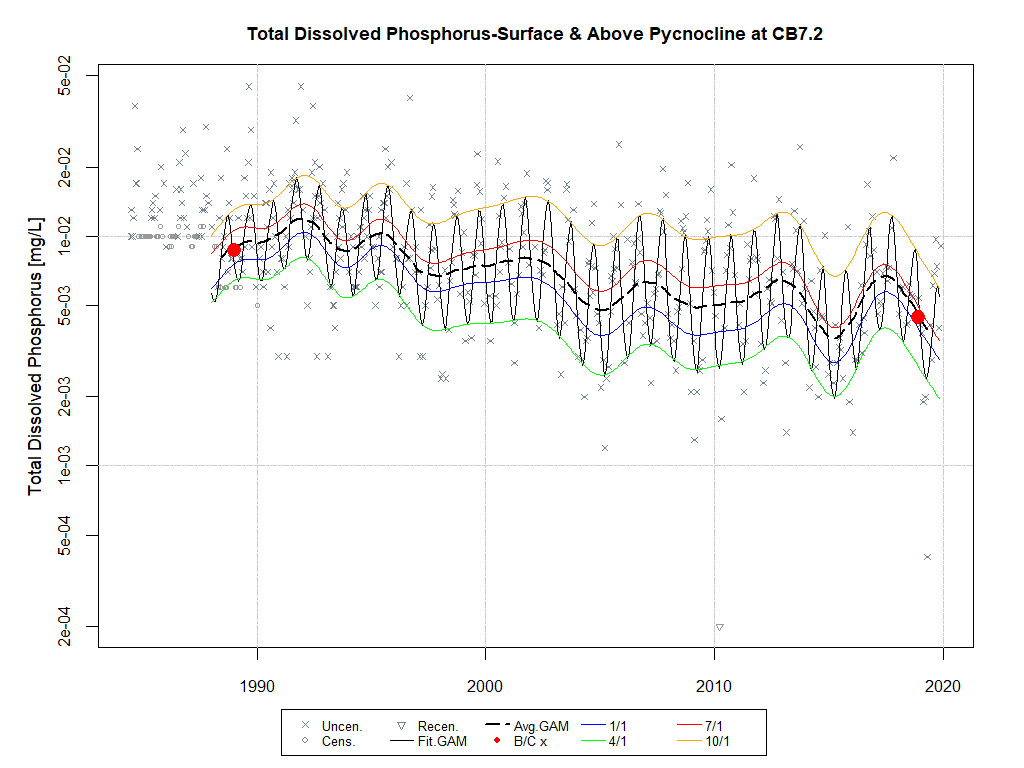 Total Dissolved Phosphorus-Surface & Above Pycnocline at CB7.2
Total Dissolved Phosphorus [mg/L]
5e-02
2e-02
1e-02
5e-03
2e-03
1e-03
5e-04
2e-04
1990 2000 2010 2020
Uncen. Recen. Avg.GAM 1/1 7/1
Cens. Fit.GAM B/C x 4/1 10/1